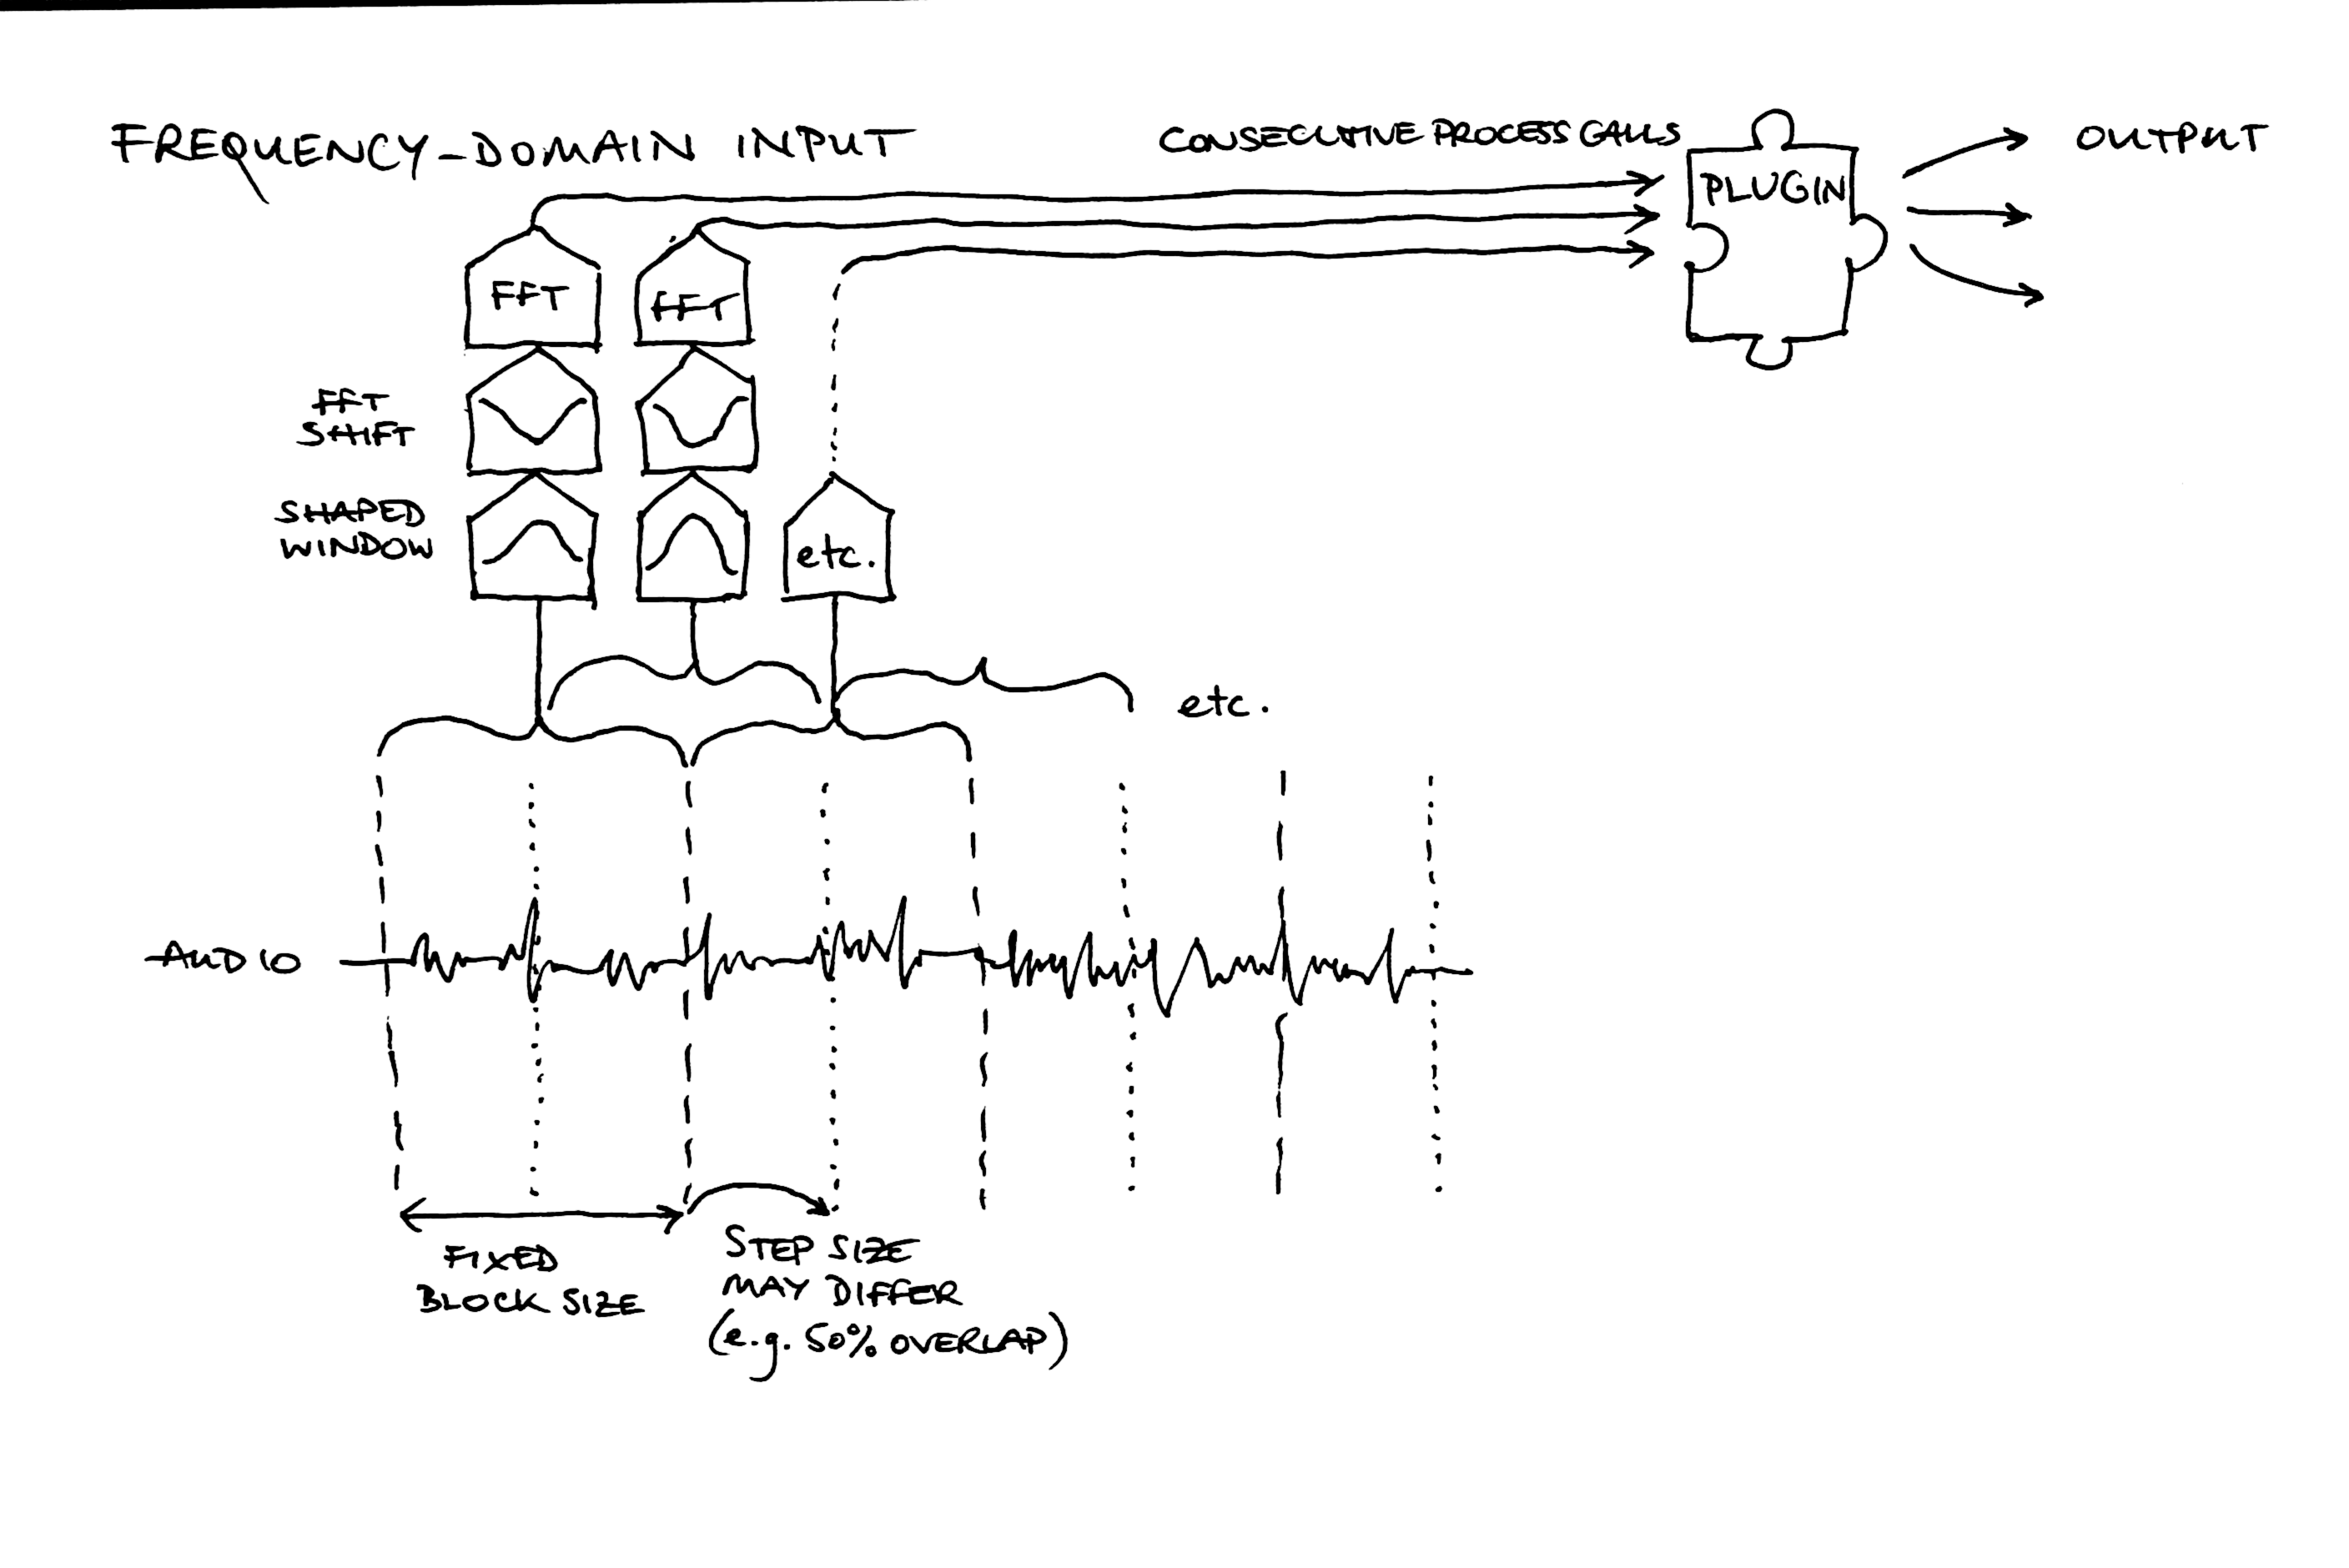 FREQUENCY-DOMAIN INPUT
CONSECUTIVE PROCESS CALLS
PLUGIN
OUTPUT
FFT
FFT
FFT
SHIFT
SHAPED
WINDOW
etc.
etc.
AUDIO
FIXED
BLOCK SIZE
STEP SIZE
MAY DIFFER
(e.g. 50% OVERLAP)